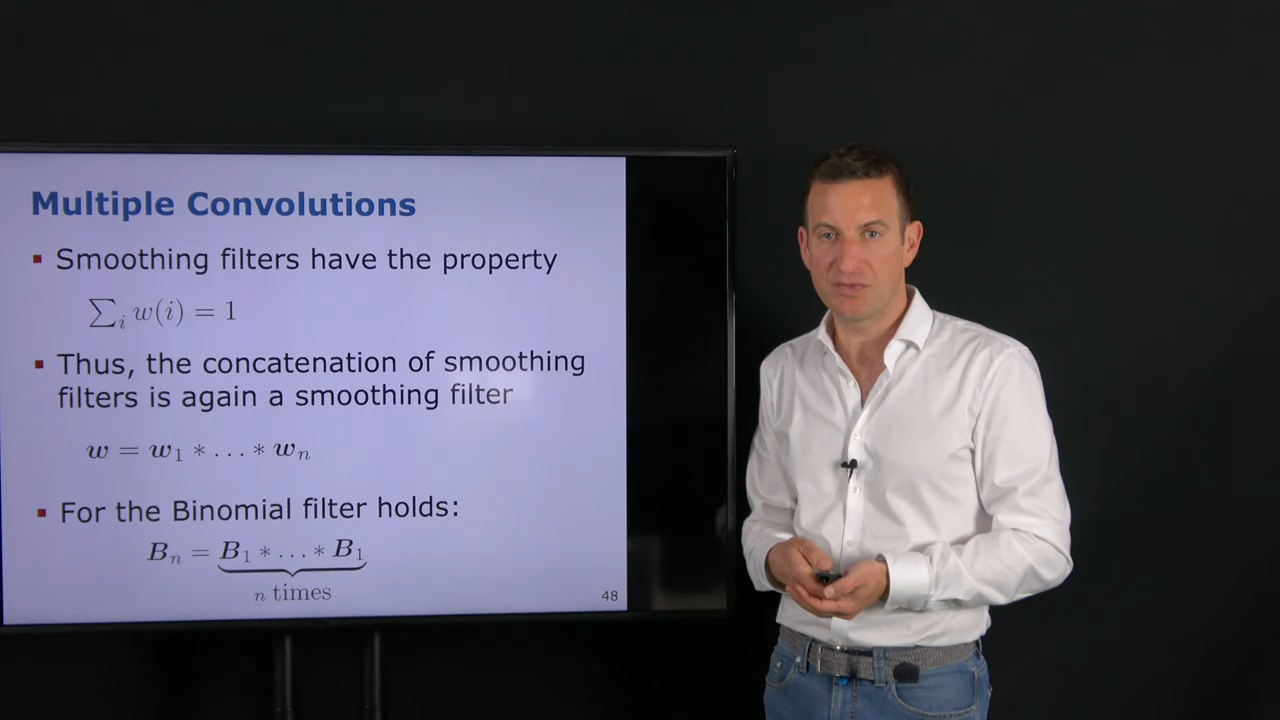 Multiple Convolutions
▪ Smoothing filters have the property
∑ᵢ w(i) = 1
▪ Thus, the concatenation of smoothing
filters is again a smoothing filter
w = w₁ * … * wₙ
▪ For the Binomial filter holds:
Bₙ = B₁ * … * B₁
n times
48